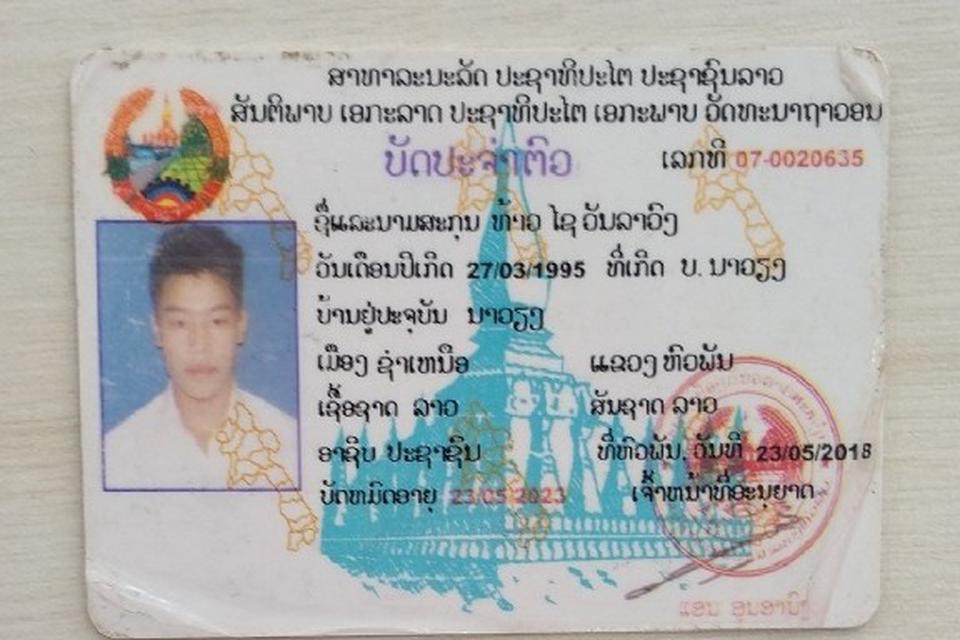 ສາທາລະນະລັດ ປະຊາທິປະໄຕ ປະຊາຊົນລາວ
ສັນຕິພາບ ເອກະລາດ ປະຊາທິປະໄຕ ເອກະພາບ ວັດທະນາຖາວອນ
ບັດປະຈຳຕົວ ເລກທີ 07-0020635
ຊື່ແລະນາມສະກຸນ ທ້າວ ໄຊ ວັນລາວົງ
ວັນເດືອນປີເກີດ 27/03/1995 ທີ່ເກີດ ບ. ນາວຽງ
ບ້ານຢູ່ປະຈຸບັນ ນາວຽງ
ເມືອງ ຊຳເຫນືອ ແຂວງ ຫົວພັນ
ເຊື້ອຊາດ ລາວ ສັນຊາດ ລາວ
ອາຊີບ ປະຊາຊົນ ທີ່ຫົວພັນ, ວັນທີ 23/05/2018
ບັດຫມົດອາຍຸ 23/05/2023 ເຈົ້າຫນ້າທີ່ອະນຸຍາດ